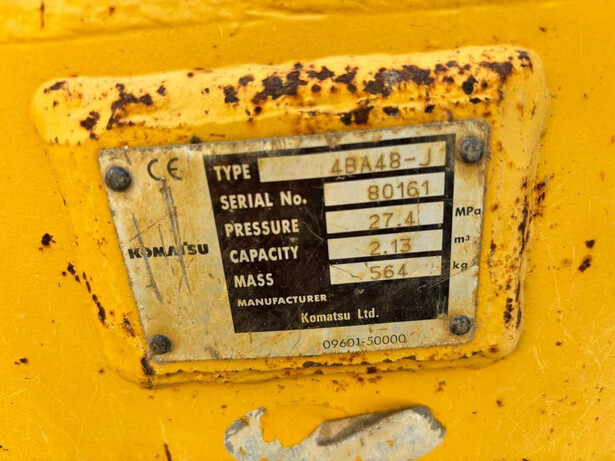 CE
TYPE 4BA48-J
SERIAL No. 80161
PRESSURE 27.4 MPa
CAPACITY 2.13 m³
KOMATSU
MASS 564 kg
MANUFACTURER
Komatsu Ltd.
09601-50000